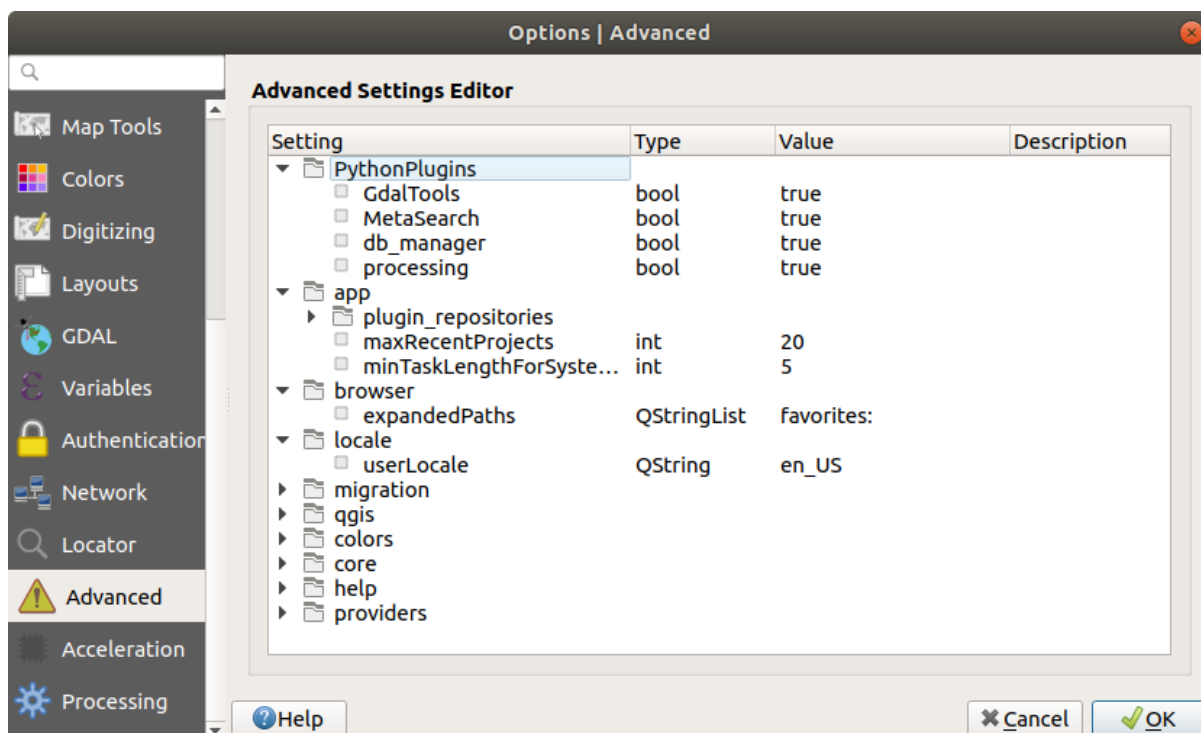 Options | Advanced
Map Tools
Colors
Digitizing
Layouts
GDAL
Variables
Authentication
Network
Locator
Advanced
Acceleration
Processing
Advanced Settings Editor
Setting Type Value Description
PythonPlugins
GdalTools bool true
MetaSearch bool true
db_manager bool true
processing bool true
app
plugin_repositories
maxRecentProjects int 20
minTaskLengthForSyste... int 5
browser
expandedPaths QStringList favorites:
locale
userLocale QString en_US
migration
qgis
colors
core
help
providers
Help Cancel OK